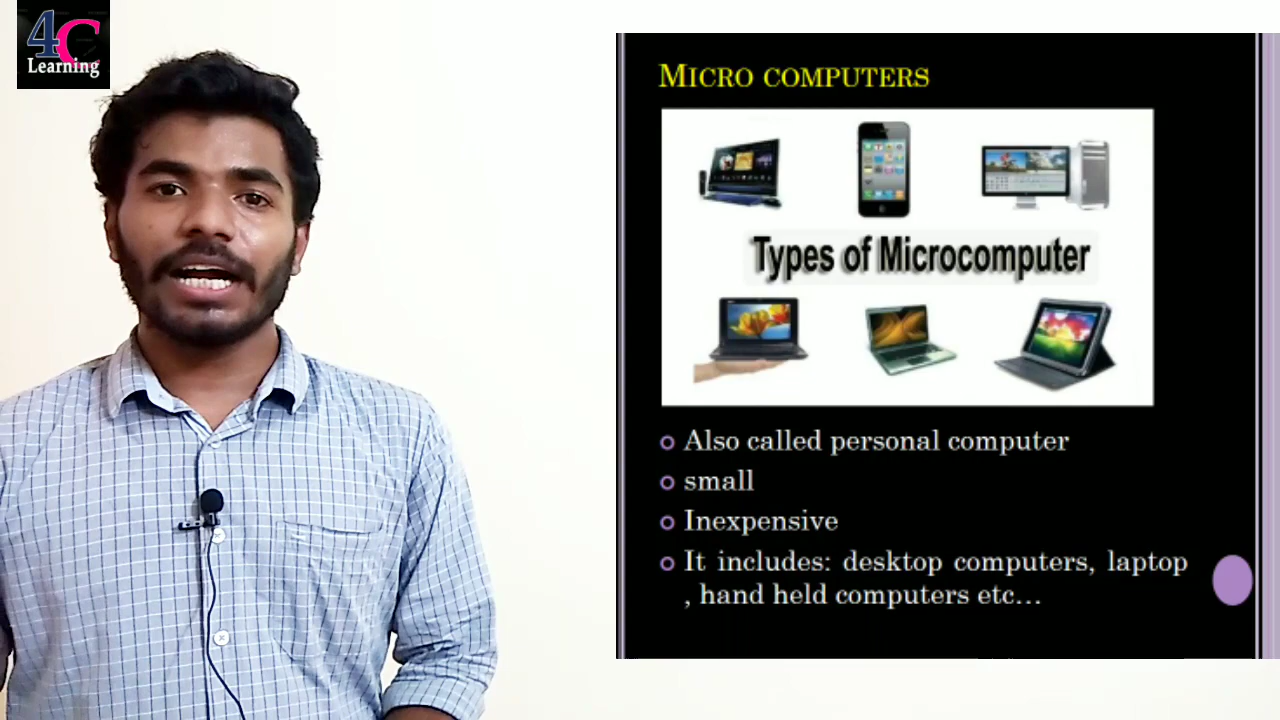 4C
Learning
MICRO COMPUTERS
Types of Microcomputer
Also called personal computer
small
Inexpensive
It includes: desktop computers, laptop
, hand held computers etc...